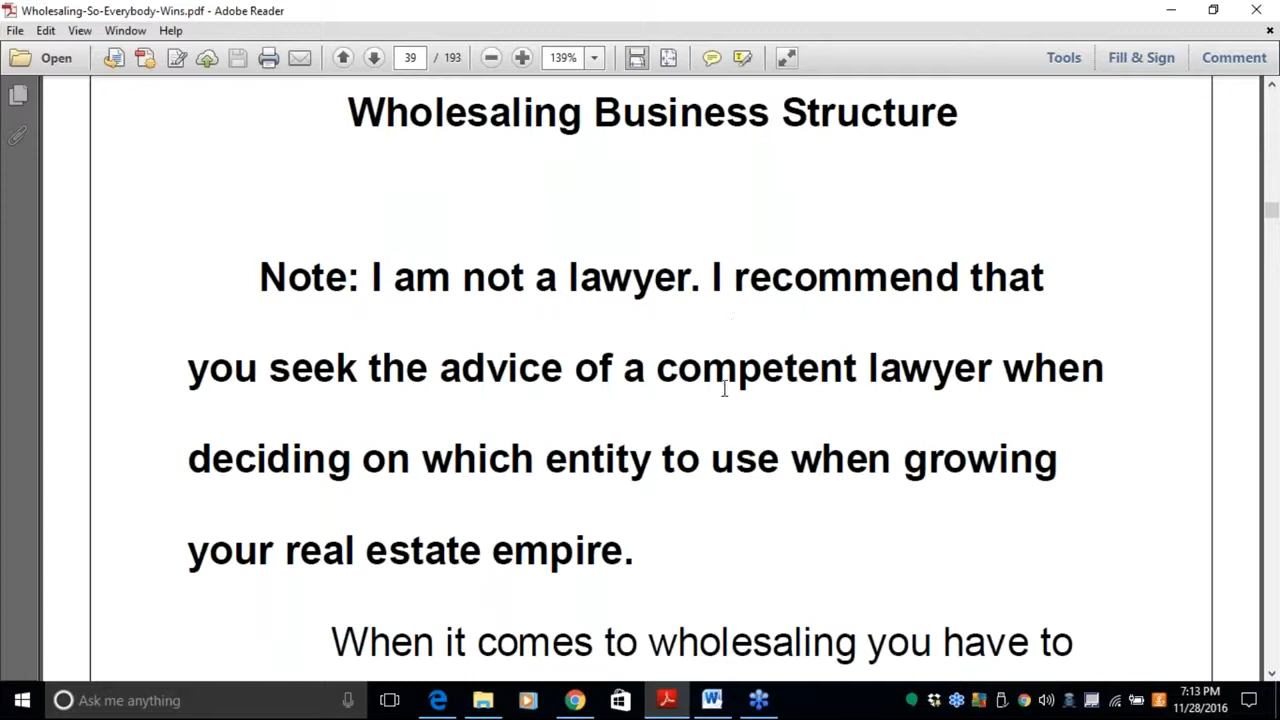 Wholesaling-So-Everybody-Wins.pdf - Adobe Reader
File Edit View Window Help
Open 39 / 193 139% Tools Fill & Sign Comment
Wholesaling Business Structure
Note: I am not a lawyer. I recommend that
you seek the advice of a competent lawyer when
deciding on which entity to use when growing
your real estate empire.
When it comes to wholesaling you have to
Ask me anything
7:13 PM
11/28/2016